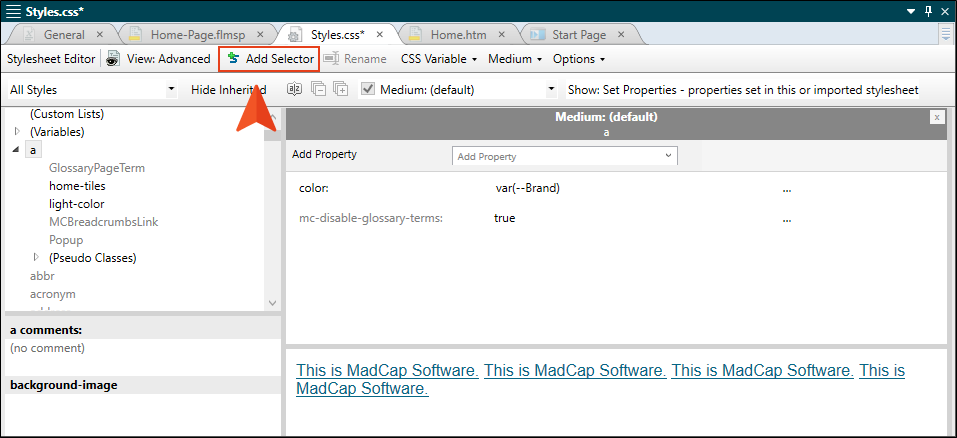 Styles.css*
General
Home-Page.flmsp
Styles.css*
Home.htm
Start Page
Stylesheet Editor
View: Advanced
Add Selector
Rename
CSS Variable
Medium
Options
All Styles
Hide Inherited
Medium: (default)
Show: Set Properties - properties set in this or imported stylesheet
(Custom Lists)
(Variables)
a
GlossaryPageTerm
home-tiles
light-color
MCBreadcrumbsLink
Popup
(Pseudo Classes)
abbr
acronym
a comments:
(no comment)
background-image
Medium: (default)
a
Add Property
Add Property
color:
var(--Brand)
...
mc-disable-glossary-terms:
true
...
This is MadCap Software. This is MadCap Software. This is MadCap Software. This is
MadCap Software.